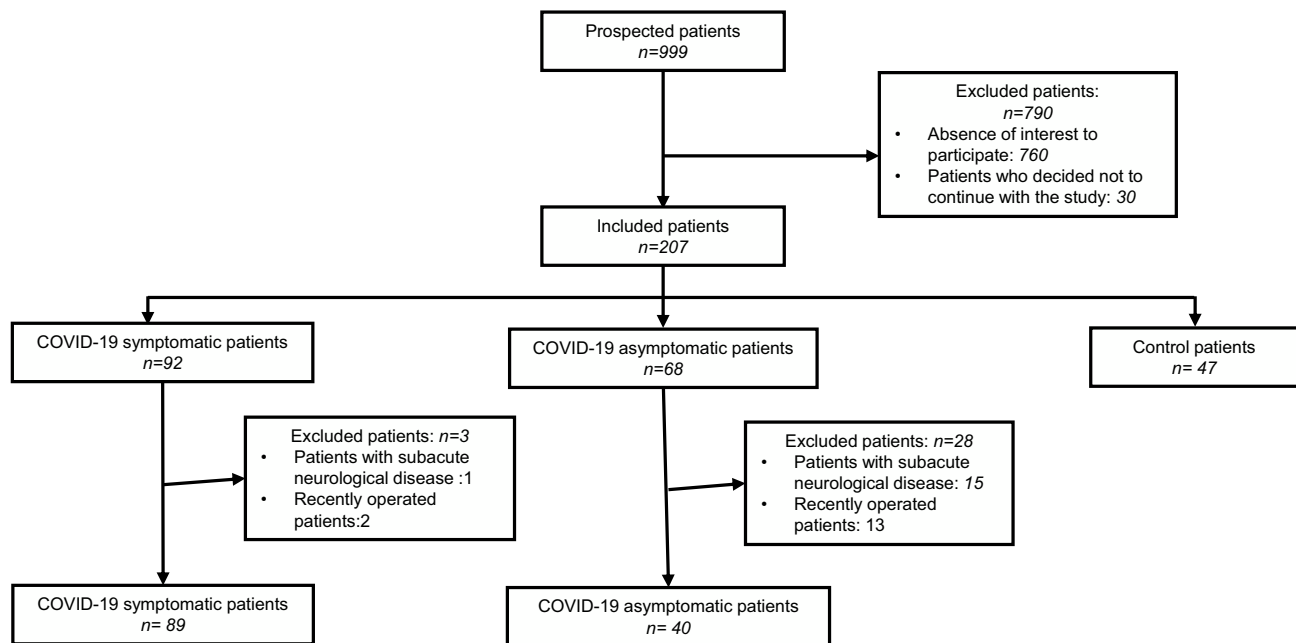 Prospected patients
n=999
Excluded patients:
n=790
• Absence of interest to
participate: 760
• Patients who decided not to
continue with the study: 30
Included patients
n=207
COVID-19 symptomatic patients
n=92
COVID-19 asymptomatic patients
n=68
Control patients
n= 47
Excluded patients: n=3
• Patients with subacute
neurological disease :1
• Recently operated
patients:2
Excluded patients: n=28
• Patients with subacute
neurological disease: 15
• Recently operated
patients: 13
COVID-19 symptomatic patients
n= 89
COVID-19 asymptomatic patients
n= 40